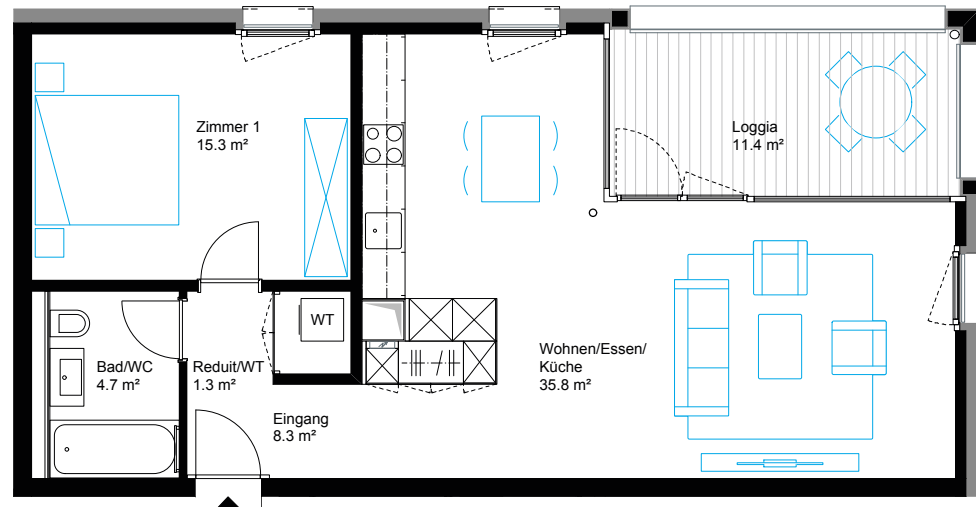 Zimmer 1
15.3 m²
Loggia
11.4 m²
WT
Bad/WC
4.7 m²
Reduit/WT
1.3 m²
Wohnen/Essen/
Küche
35.8 m²
Eingang
8.3 m²